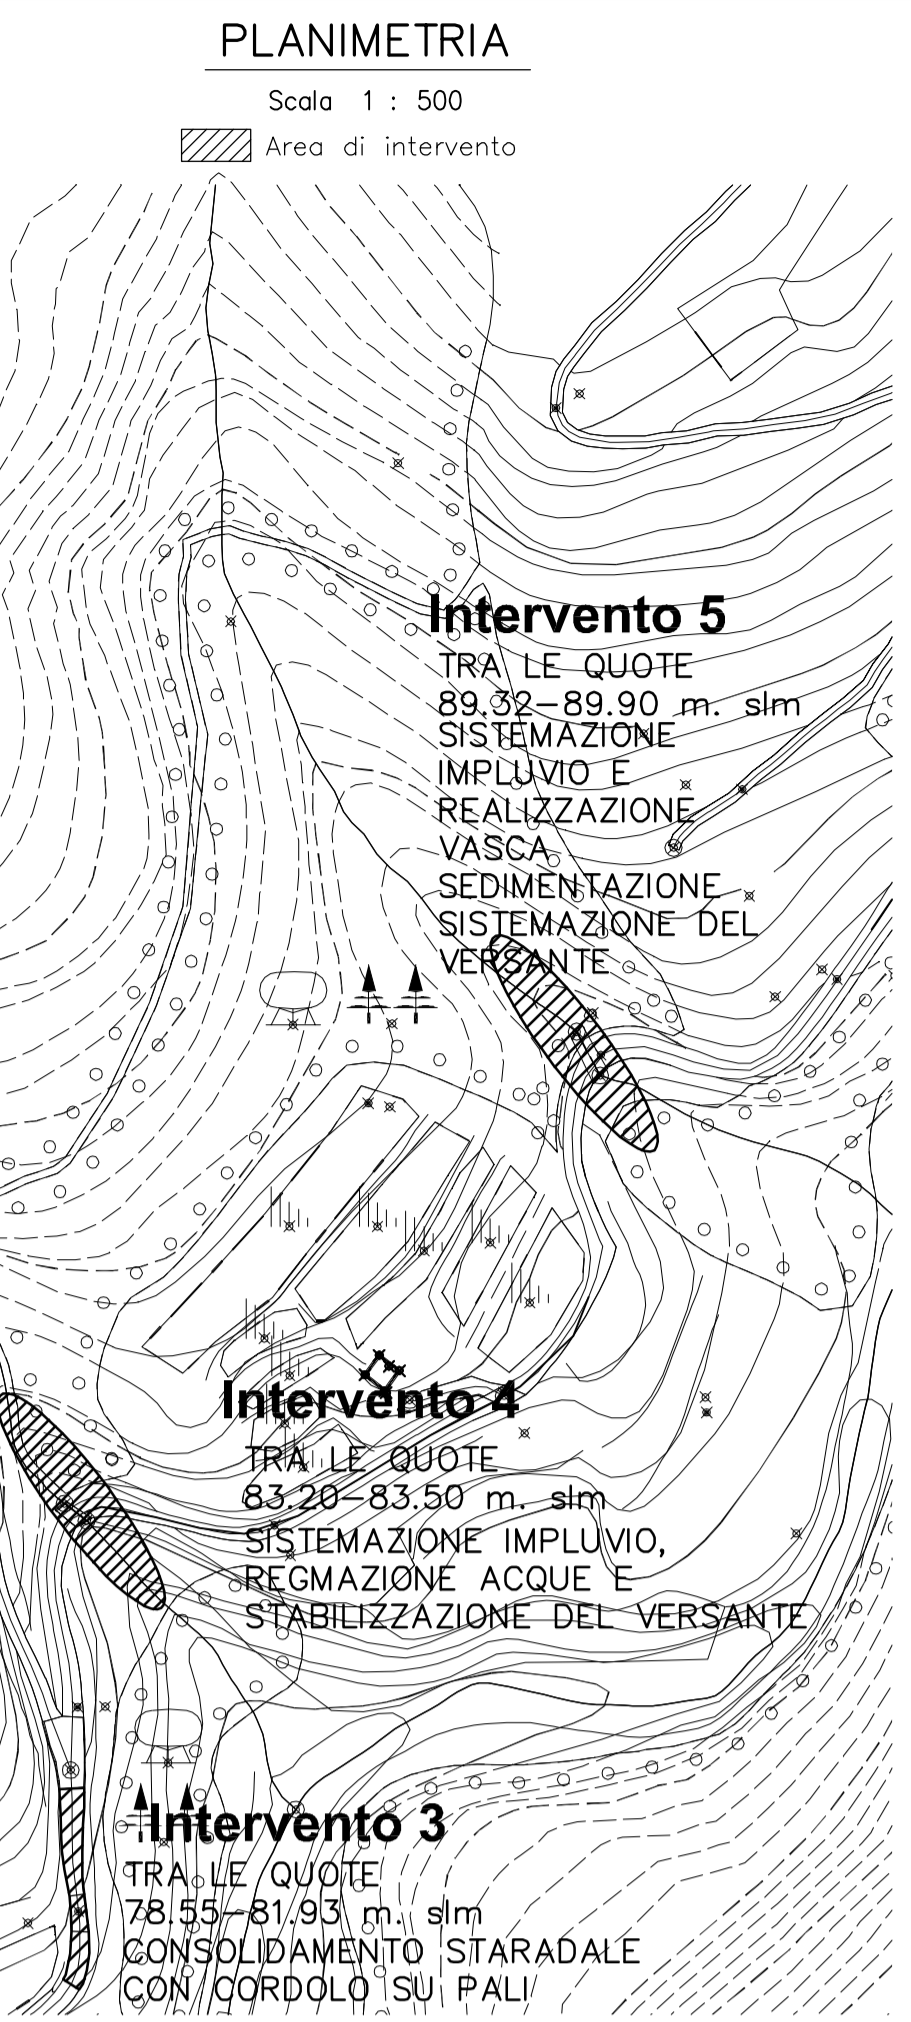 PLANIMETRIA
Scala 1 : 500
Area di intervento
Intervento 5
TRA LE QUOTE
89.32-89.90 m. slm
SISTEMAZIONE
IMPLUVIO E
REALIZZAZIONE
VASCA
SEDIMENTAZIONE
SISTEMAZIONE DEL
VERSANTE
Intervento 4
TRA LE QUOTE
83.20-83.50 m. slm
SISTEMAZIONE IMPLUVIO,
REGMAZIONE ACQUE E
STABILIZZAZIONE DEL VERSANTE
Intervento 3
TRA LE QUOTE
78.55-81.93 m. slm
CONSOLIDAMENTO STARADALE
CON CORDOLO SU PALI